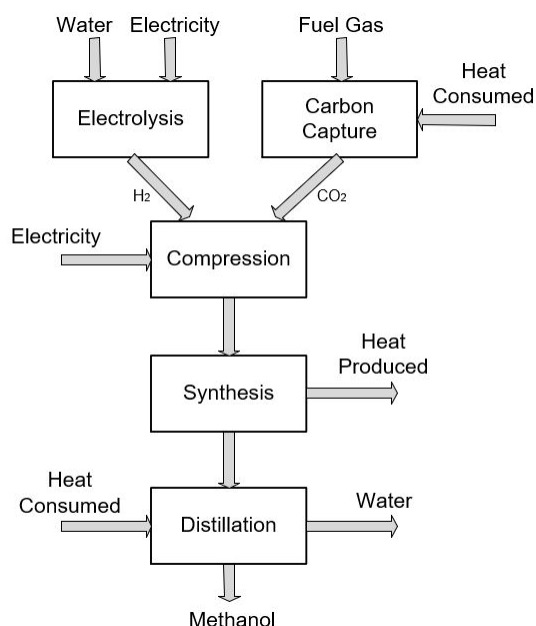 Water
Electricity
Fuel Gas
Heat
Consumed
Electrolysis
Carbon
Capture
H2
CO2
Electricity
Compression
Heat
Produced
Synthesis
Heat
Consumed
Water
Distillation
Methanol